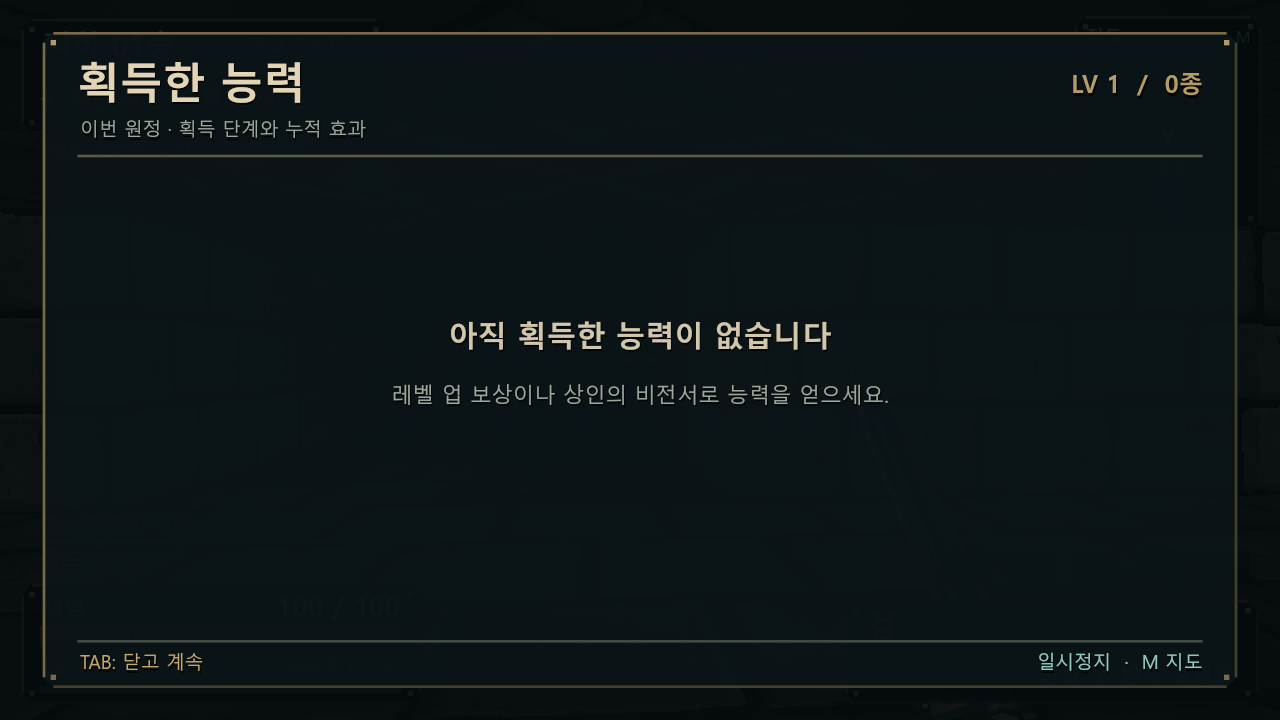 획득한 능력
LV 1 / 0종
이번 원정 · 획득 단계와 누적 효과
아직 획득한 능력이 없습니다
레벨 업 보상이나 상인의 비전서로 능력을 얻으세요.
100 / 100
TAB: 닫고 계속
일시정지 · M 지도